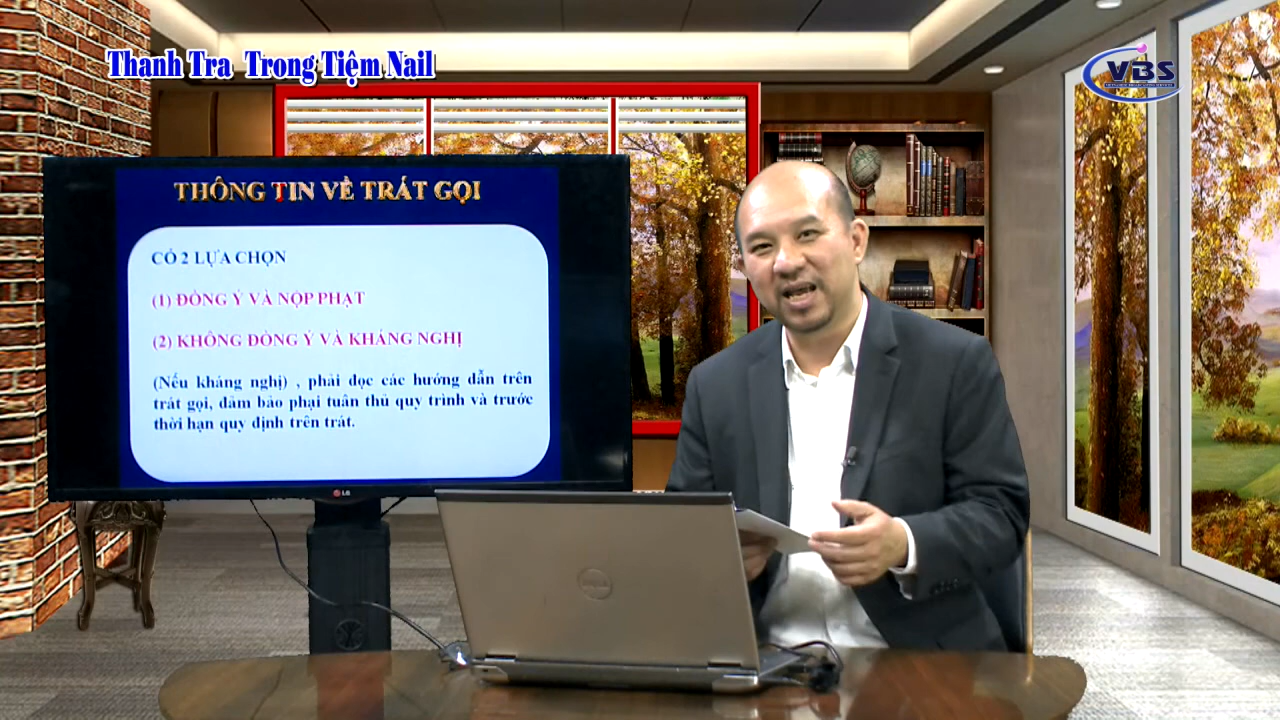 Thanh Tra Trong Tiệm Nail
VBS
THÔNG TIN VỀ TRÁT GỌI
CÓ 2 LỰA CHỌN
(1) ĐỒNG Ý VÀ NỘP PHẠT
(2) KHÔNG ĐỒNG Ý VÀ KHÁNG NGHỊ
(Nếu kháng nghị) , phải đọc các hướng dẫn trên
trát gọi, đảm bảo phại tuân thủ quy trình và trước
thời hạn quy định trên trát.
LG
DELL